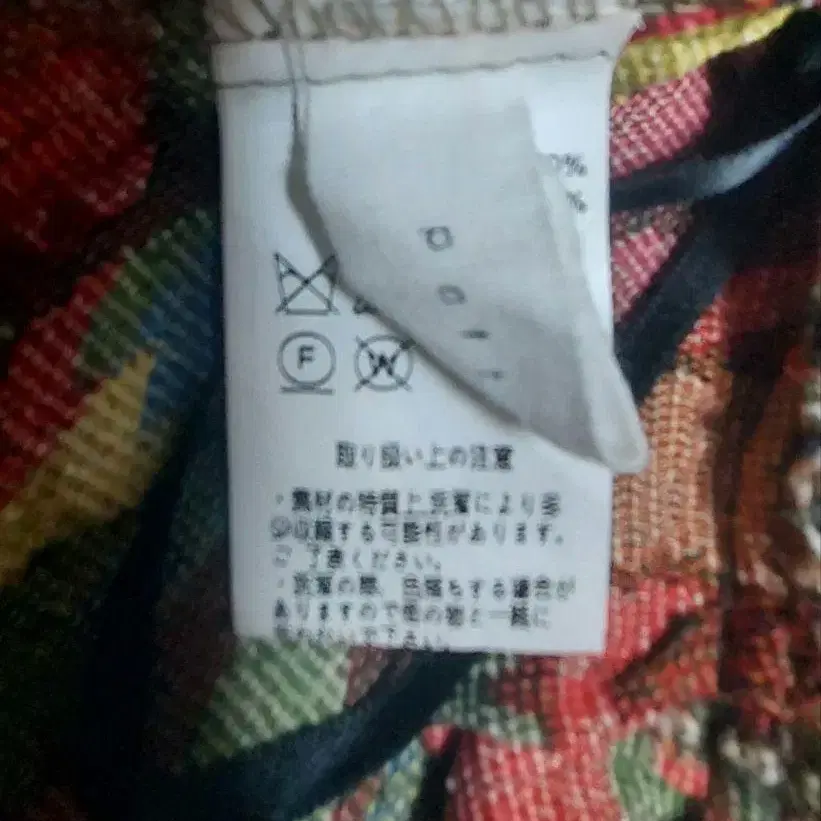 %
%
F
W
取り扱い上の注意
・素材の特質上洗濯により多
少収縮する可能性があります。
ご了承ください。
・洗濯の際、色落ちする場合が
ありますので他の物と一緒に